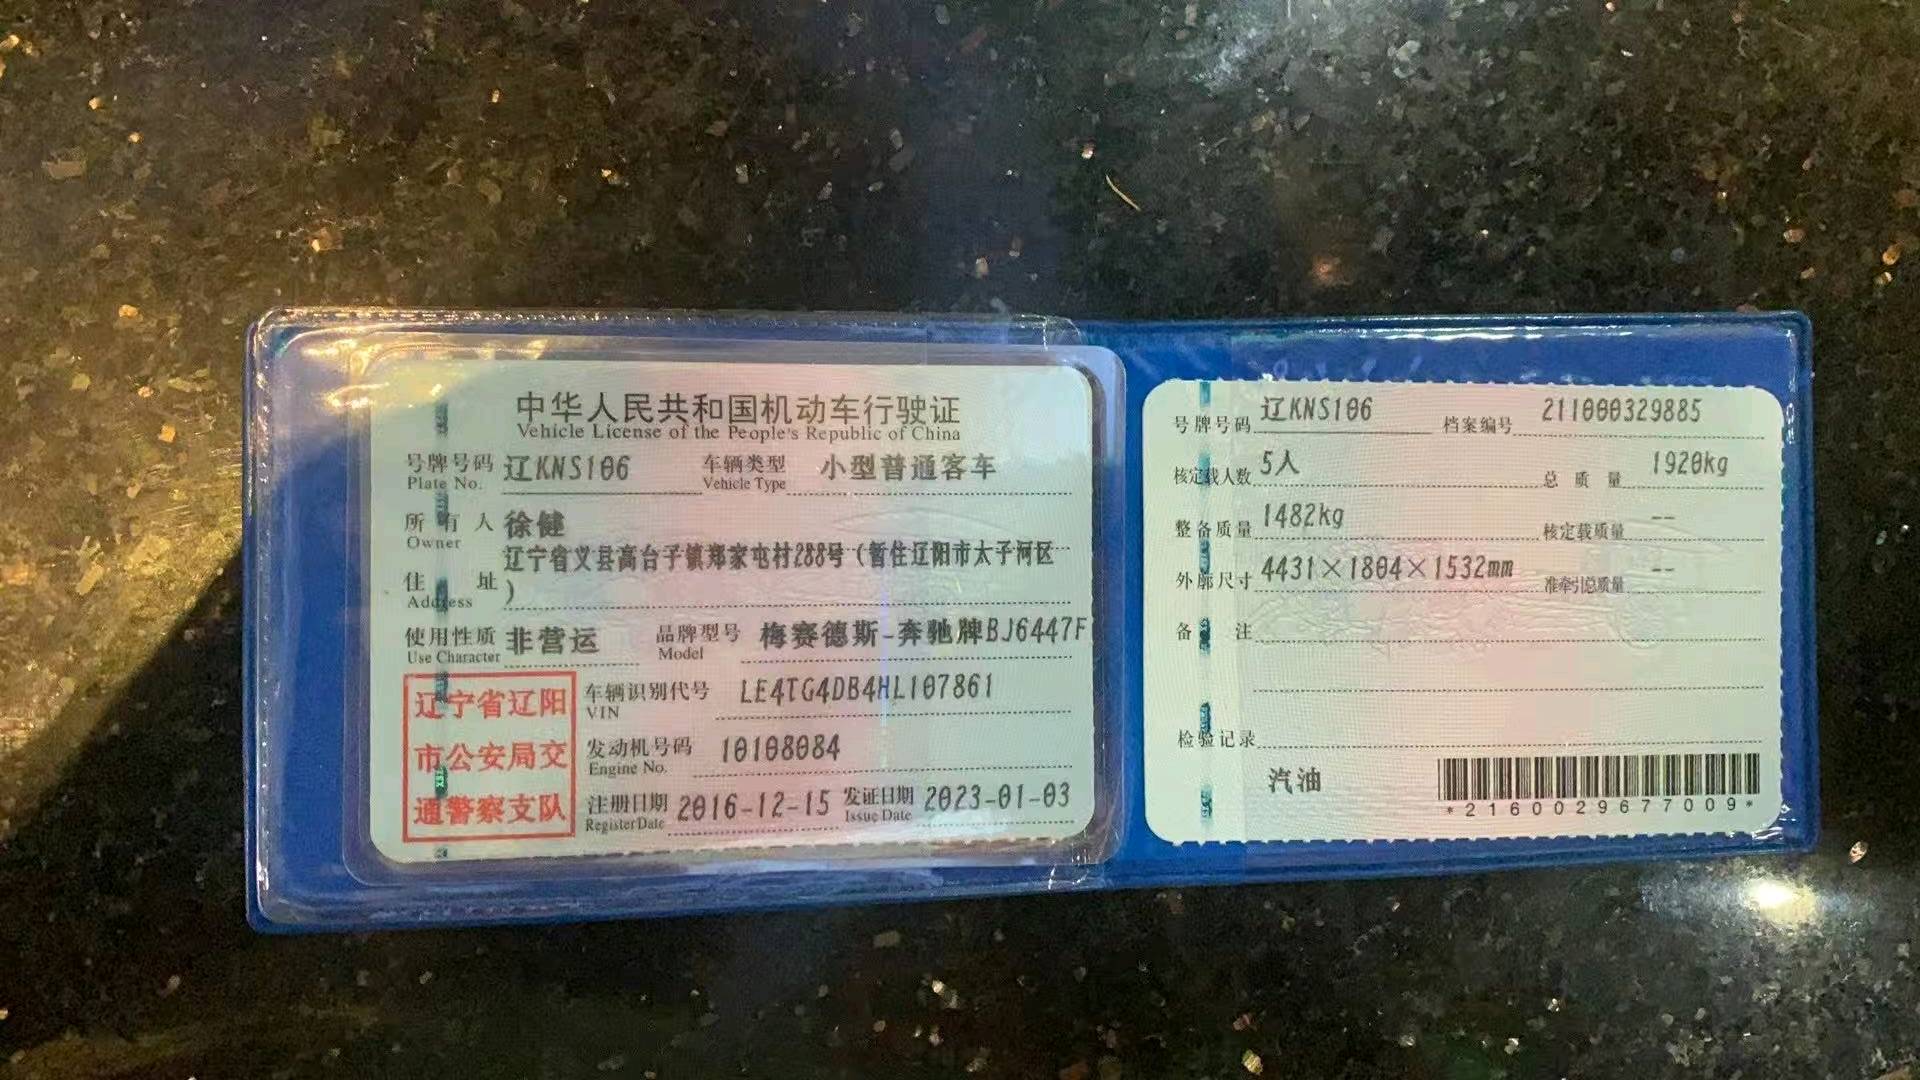 中华人民共和国机动车行驶证
Vehicle License of the People's Republic of China
号牌号码 辽KNS106 车辆类型 小型普通客车
Plate No. Vehicle Type
所有人 徐健
Owner
辽宁省义县高台子镇郑家屯村288号（暂住辽阳市太子河区
住址 ）
Address
使用性质 非营运 品牌型号 梅赛德斯-奔驰牌BJ6447F
Use Character Model
辽宁省辽阳
市公安局交
通警察支队
车辆识别代号 LE4TG4DB4HL107861
VIN
发动机号码 10108084
Engine No.
注册日期 2016-12-15 发证日期 2023-01-03
Register Date Issue Date
号牌号码 辽KNS106 档案编号 211000329885
核定载人数 5人 总质量 1920kg
整备质量 1482kg 核定载质量 --
外廓尺寸 4431×1804×1532mm 准牵引总质量 --
备注
检验记录
汽油
*2160029677009*